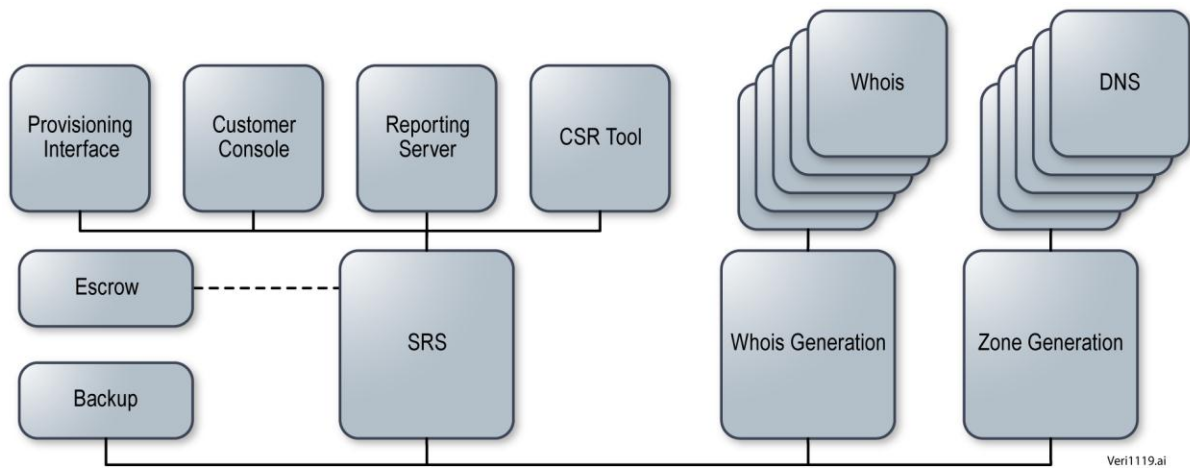 Provisioning
Interface
Customer
Console
Reporting
Server
CSR Tool
Whois
DNS
Escrow
SRS
Whois Generation
Zone Generation
Backup
Veri1119.ai